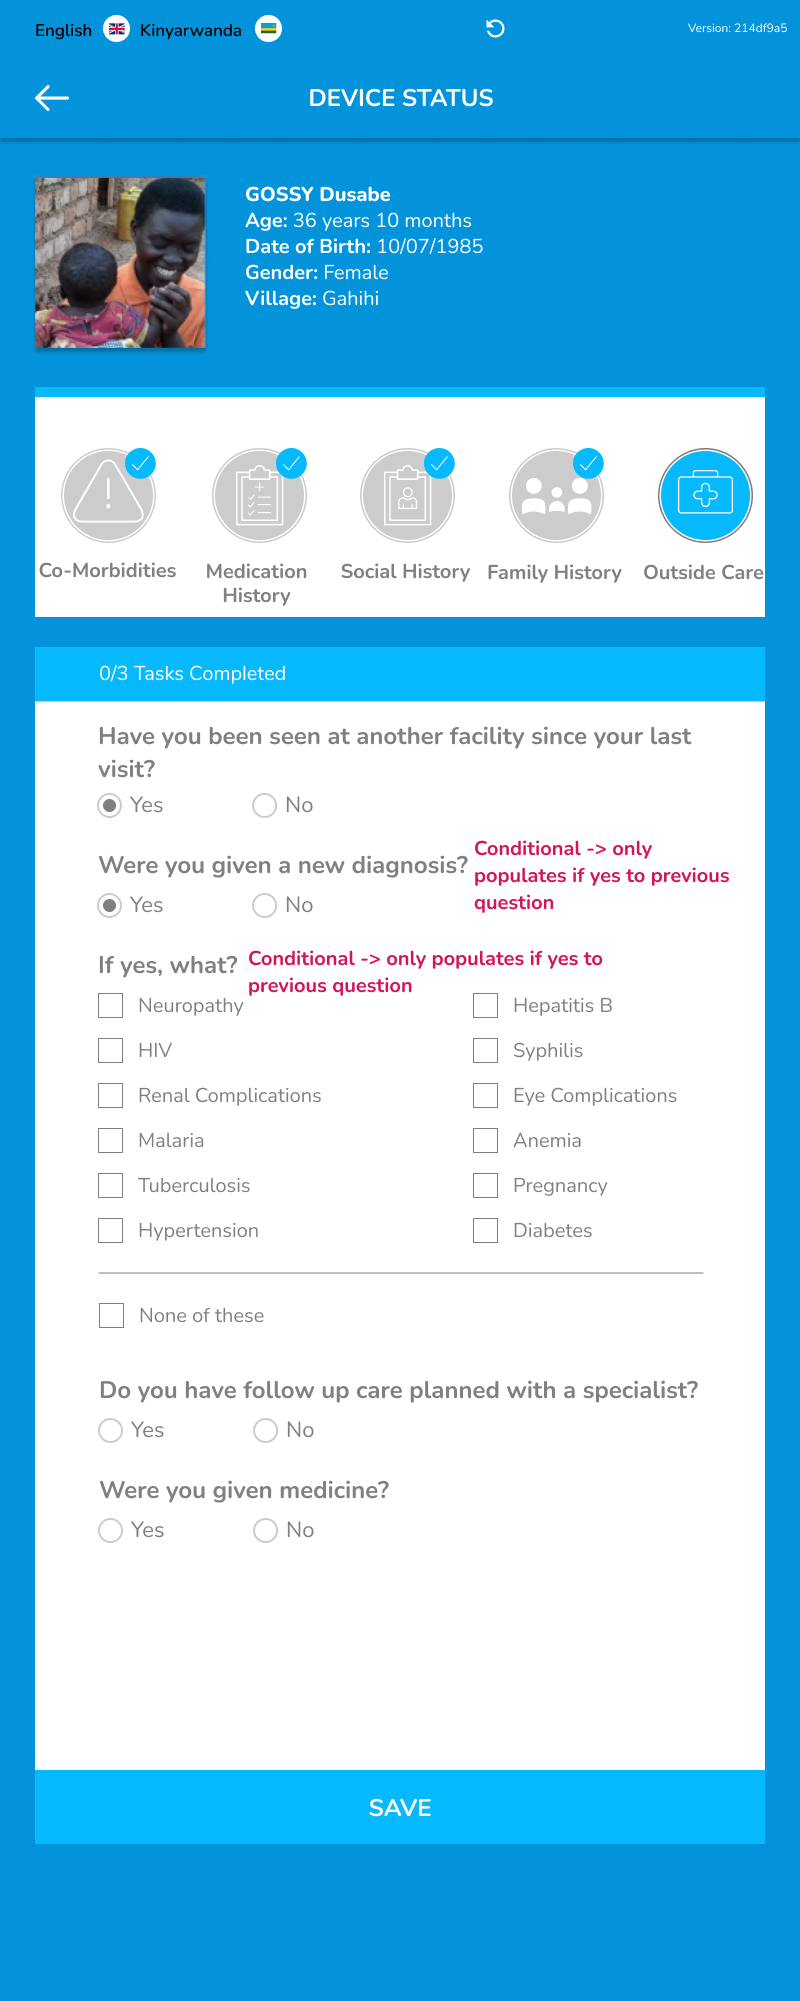 English Kinyarwanda Version: 214df9a5
DEVICE STATUS
GOSSY Dusabe
Age: 36 years 10 months
Date of Birth: 10/07/1985
Gender: Female
Village: Gahihi
Co-Morbidities
Medication
History
Social History
Family History
Outside Care
0/3 Tasks Completed
Have you been seen at another facility since your last
visit?
Yes No
Were you given a new diagnosis?
Conditional -> only
populates if yes to previous
question
Yes No
If yes, what?
Conditional -> only populates if yes to
previous question
Neuropathy Hepatitis B
HIV Syphilis
Renal Complications Eye Complications
Malaria Anemia
Tuberculosis Pregnancy
Hypertension Diabetes
None of these
Do you have follow up care planned with a specialist?
Yes No
Were you given medicine?
Yes No
SAVE